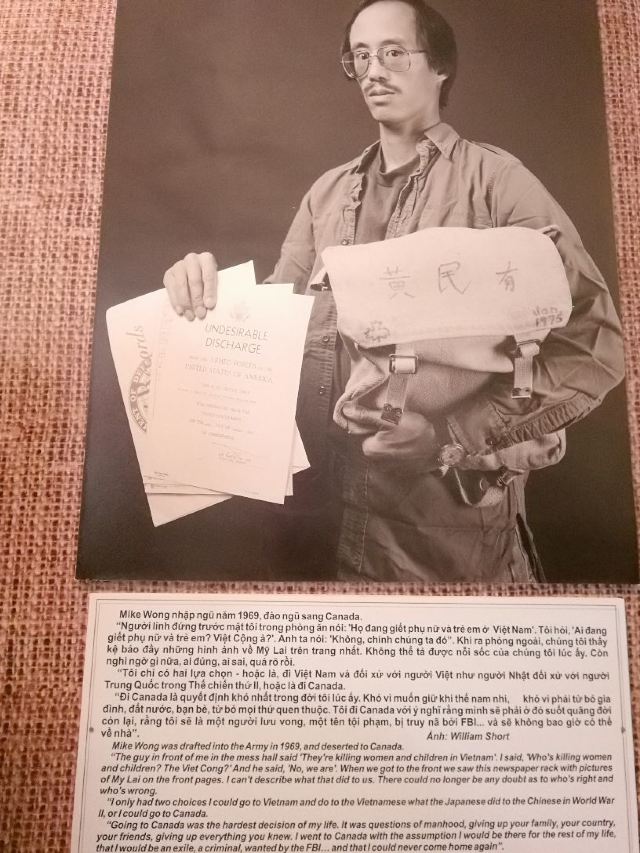 UNDESIRABLE
DISCHARGE
ARMED FORCES OF THE
UNITED STATES OF AMERICA
Records
黃 民 有
Jan
1975
Mike Wong nhập ngũ năm 1969, đào ngũ sang Canada.
“Người lính đứng trước mặt tôi trong phòng ăn nói: 'Họ đang giết phụ nữ và trẻ em ở Việt Nam'. Tôi hỏi, 'Ai đang
giết phụ nữ và trẻ em? Việt Cộng à?'. Anh ta nói: 'Không, chính chúng ta đó”. Khi ra phòng ngoài, chúng tôi thấy
kệ báo đầy những hình ảnh về Mỹ Lai trên trang nhất. Không thể tả được nỗi sốc của chúng tôi lúc ấy. Còn
nghi ngờ gì nữa, ai đúng, ai sai, quá rõ rồi.
“Tôi chỉ có hai lựa chọn - hoặc là, đi Việt Nam và đối xử với người Việt như người Nhật đối xử với người
Trung Quốc trong Thế chiến thứ II, hoặc là đi Canada.
“Đi Canada là quyết định khó nhất trong đời tôi lúc ấy. Khó vì muốn giữ khí thế nam nhi, khó vì phải từ bỏ gia
đình, đất nước, bạn bè, từ bỏ mọi thứ quen thuộc. Tôi đi Canada với ý nghĩ rằng mình sẽ phải ở đó suốt quãng đời
còn lại, rằng tôi sẽ là một người lưu vong, một tên tội phạm, bị truy nã bởi FBI... và sẽ không bao giờ có thể
về nhà”. Ảnh: William Short
Mike Wong was drafted into the Army in 1969, and deserted to Canada.
"The guy in front of me in the mess hall said 'They're killing women and children in Vietnam'. I said, 'Who's killing women
and children? The Viet Cong?' And he said, 'No, we are'. When we got to the front we saw this newspaper rack with pictures
of My Lai on the front pages. I can't describe what that did to us. There could no longer be any doubt as to who's right and
who's wrong.
"I only had two choices I could go to Vietnam and do to the Vietnamese what the Japanese did to the Chinese in World War
II, or I could go to Canada.
"Going to Canada was the hardest decision of my life. It was questions of manhood, giving up your family, your country,
your friends, giving up everything you knew. I went to Canada with the assumption I would be there for the rest of my life,
that I would be an exile, a criminal, wanted by the FBI... and that I could never come home again".